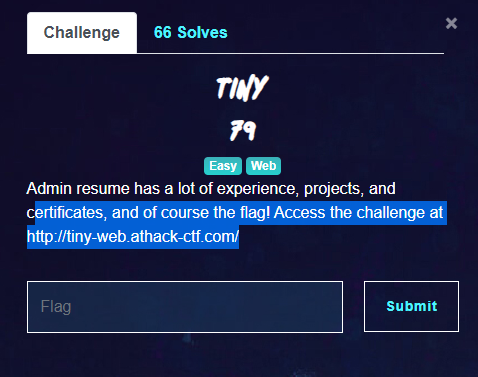 Challenge
66 Solves
×
TINY
79
Easy Web
Admin resume has a lot of experience, projects, and
certificates, and of course the flag! Access the challenge at
http://tiny-web.athack-ctf.com/
Flag
Submit